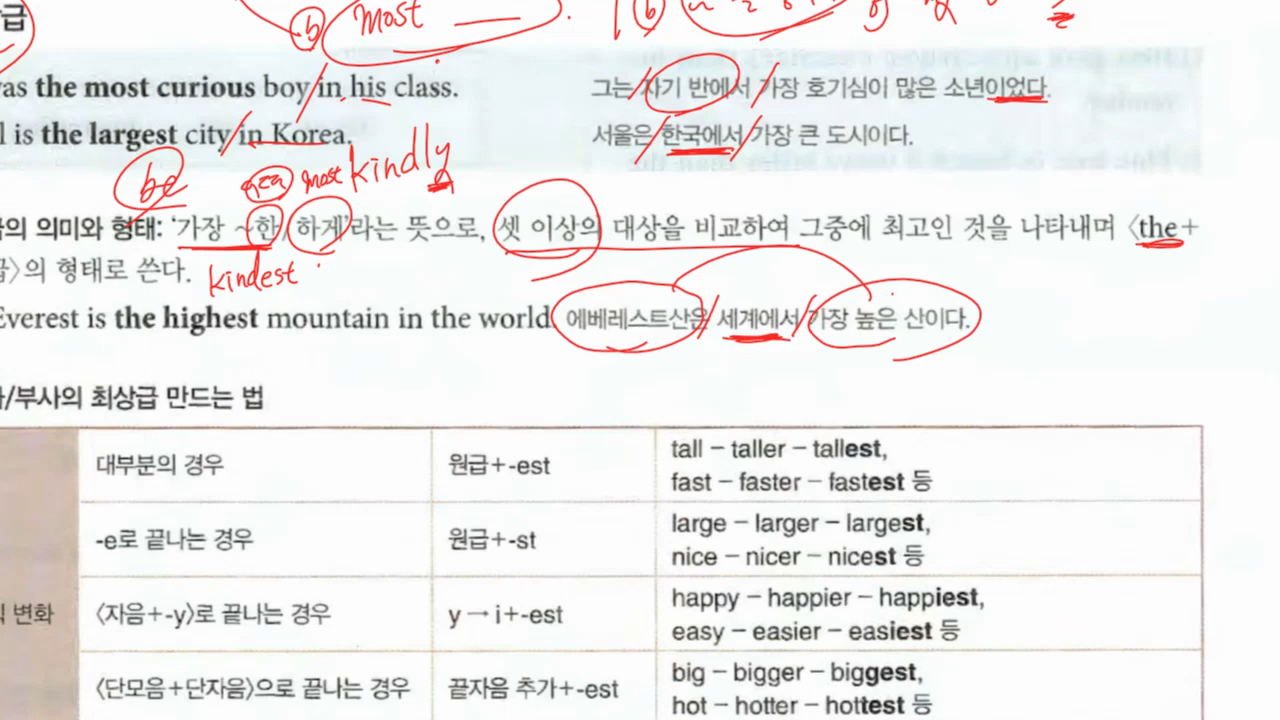 급
ⓑ most
ⓑ
as the most curious boy in his class. 그는 자기 반에서 가장 호기심이 많은 소년이었다.
l is the largest city in Korea. 서울은 한국에서 가장 큰 도시이다.
be most kindly
의 의미와 형태: '가장 ~한/하게'라는 뜻으로, 셋 이상의 대상을 비교하여 그중에 최고인 것을 나타내며 〈the+
급〉의 형태로 쓴다. kindest
Everest is the highest mountain in the world. 에베레스트산은 세계에서 가장 높은 산이다.
/부사의 최상급 만드는 법
대부분의 경우 원급+-est tall – taller – tallest,
fast – faster – fastest 등
-e로 끝나는 경우 원급+-st large – larger – largest,
nice – nicer – nicest 등
변화 〈자음+-y〉로 끝나는 경우 y → i+-est happy – happier – happiest,
easy – easier – easiest 등
〈단모음+단자음〉으로 끝나는 경우 끝자음 추가+-est big – bigger – biggest,
hot – hotter – hottest 등